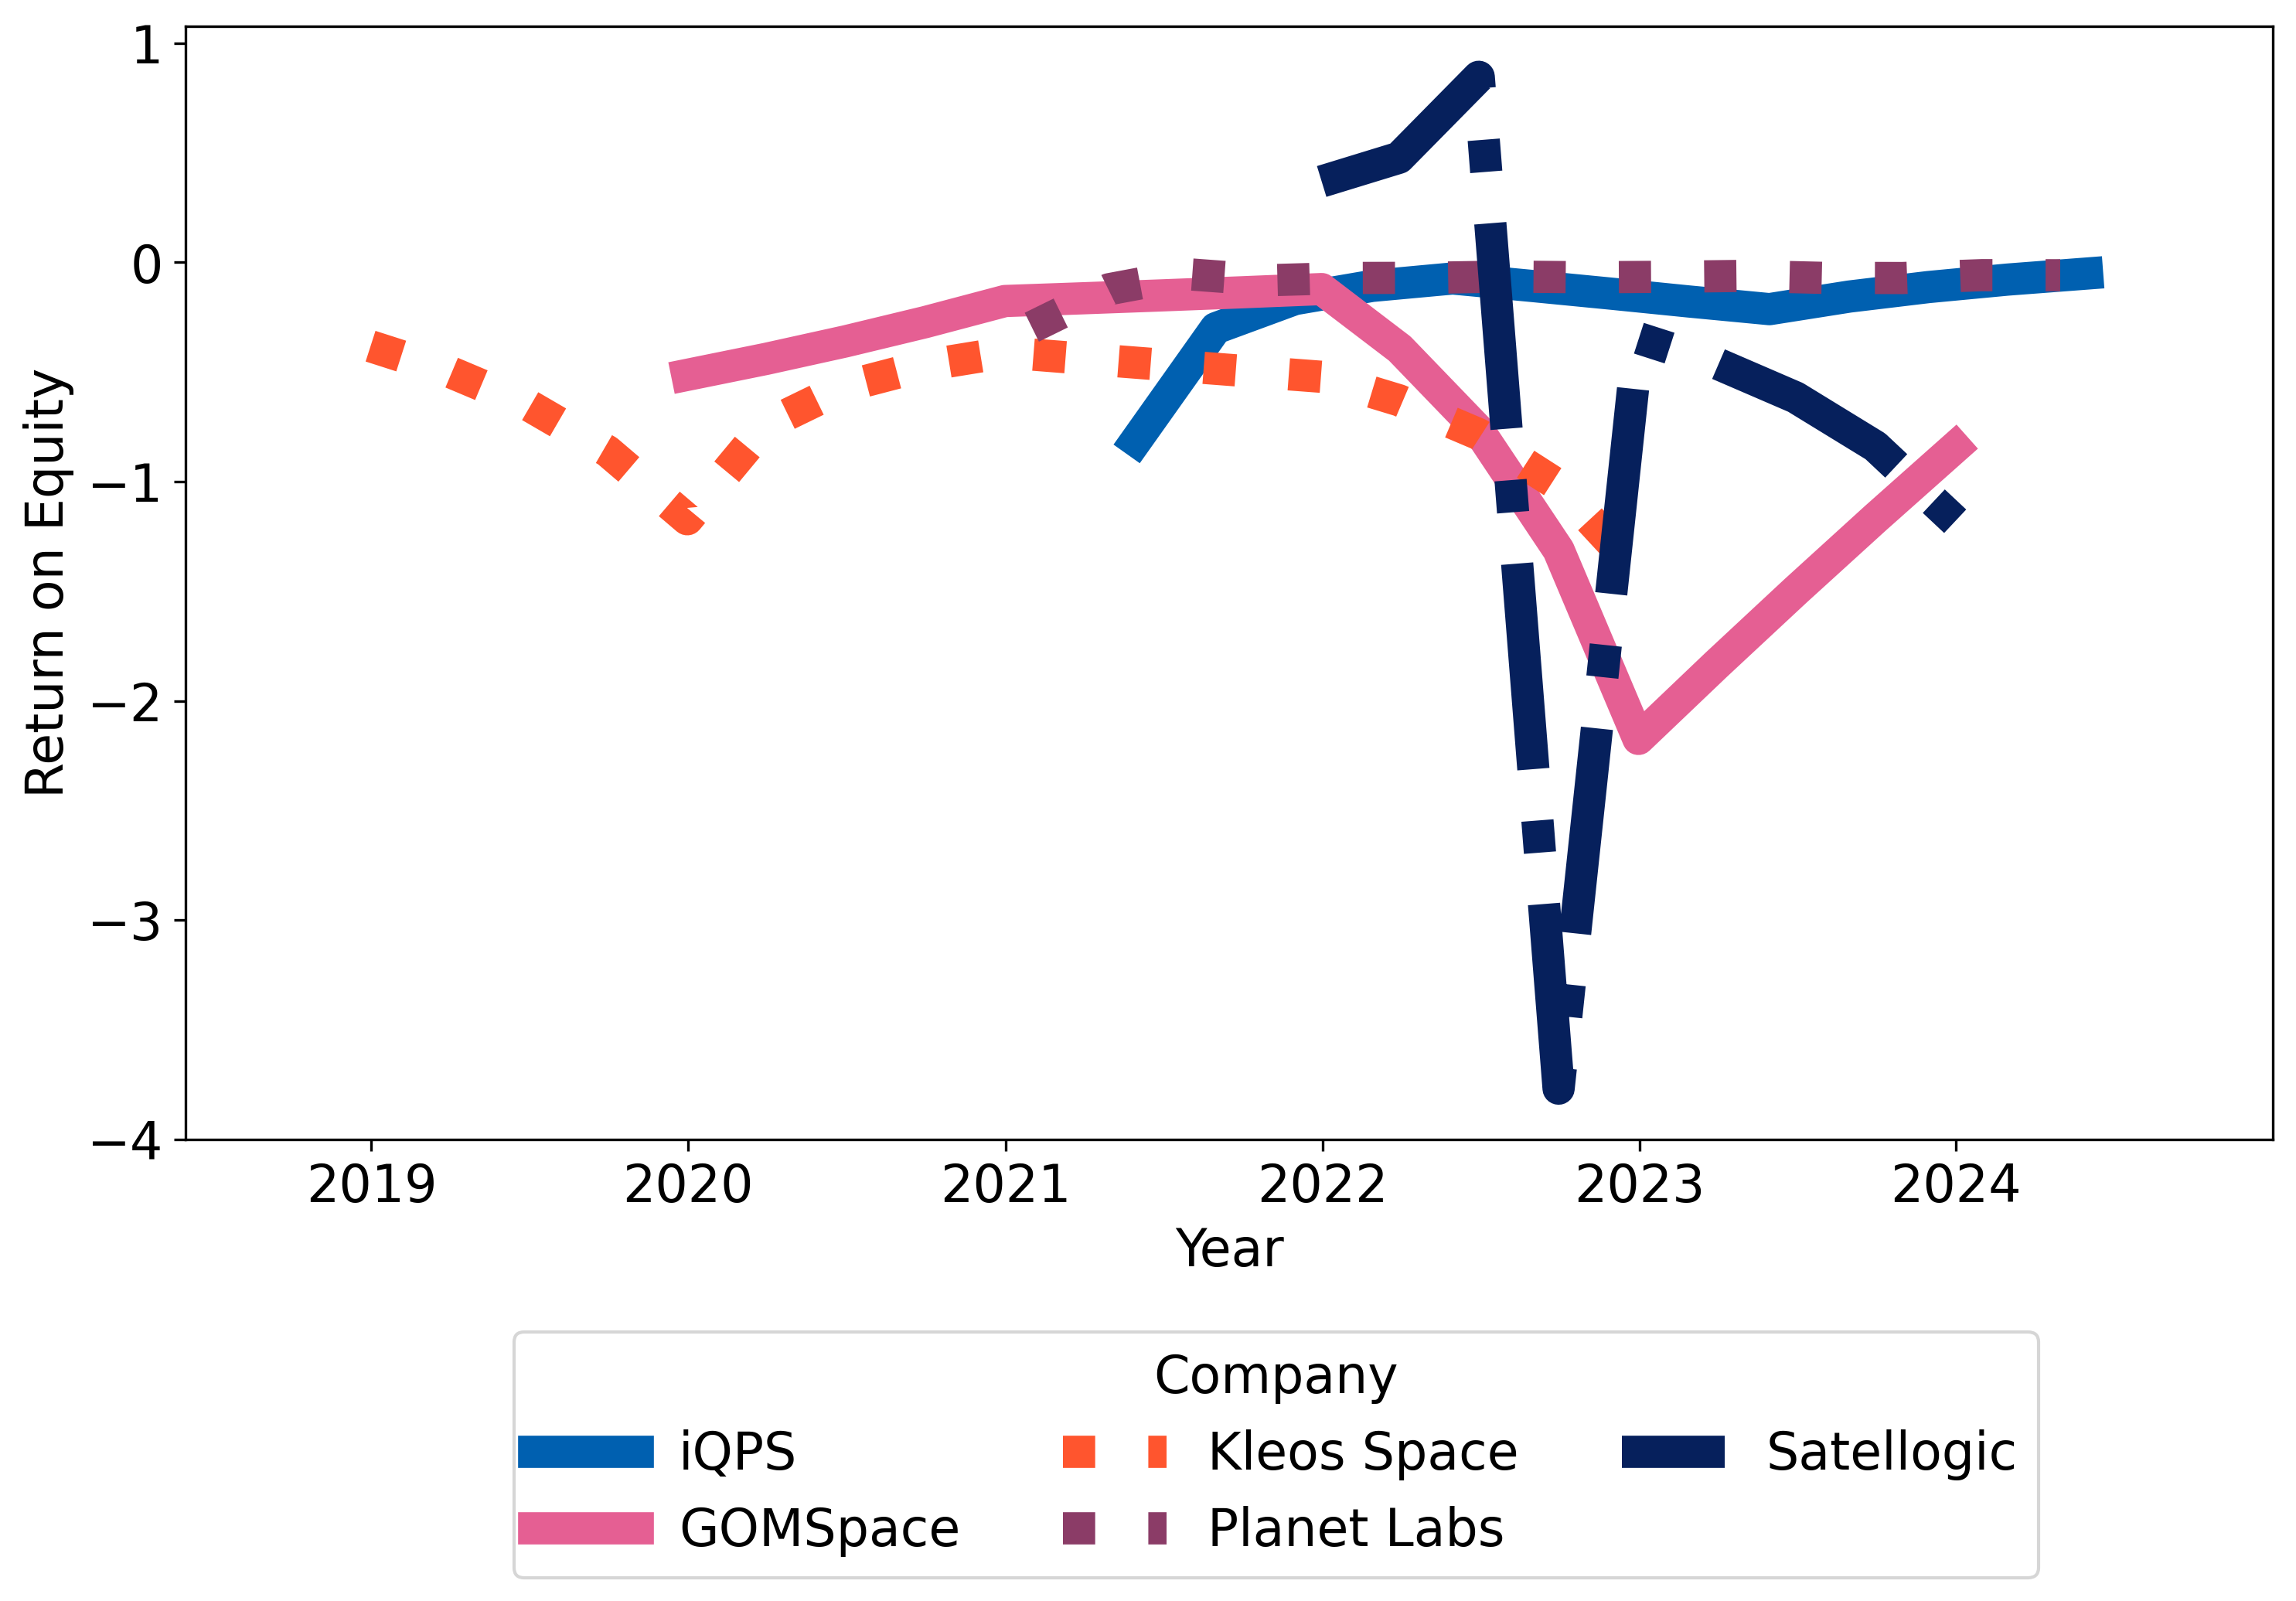 1
0
−1
−2
−3
−4
Return on Equity
2019 2020 2021 2022 2023 2024
Year
Company
iQPS Kleos Space Satellogic
GOMSpace Planet Labs